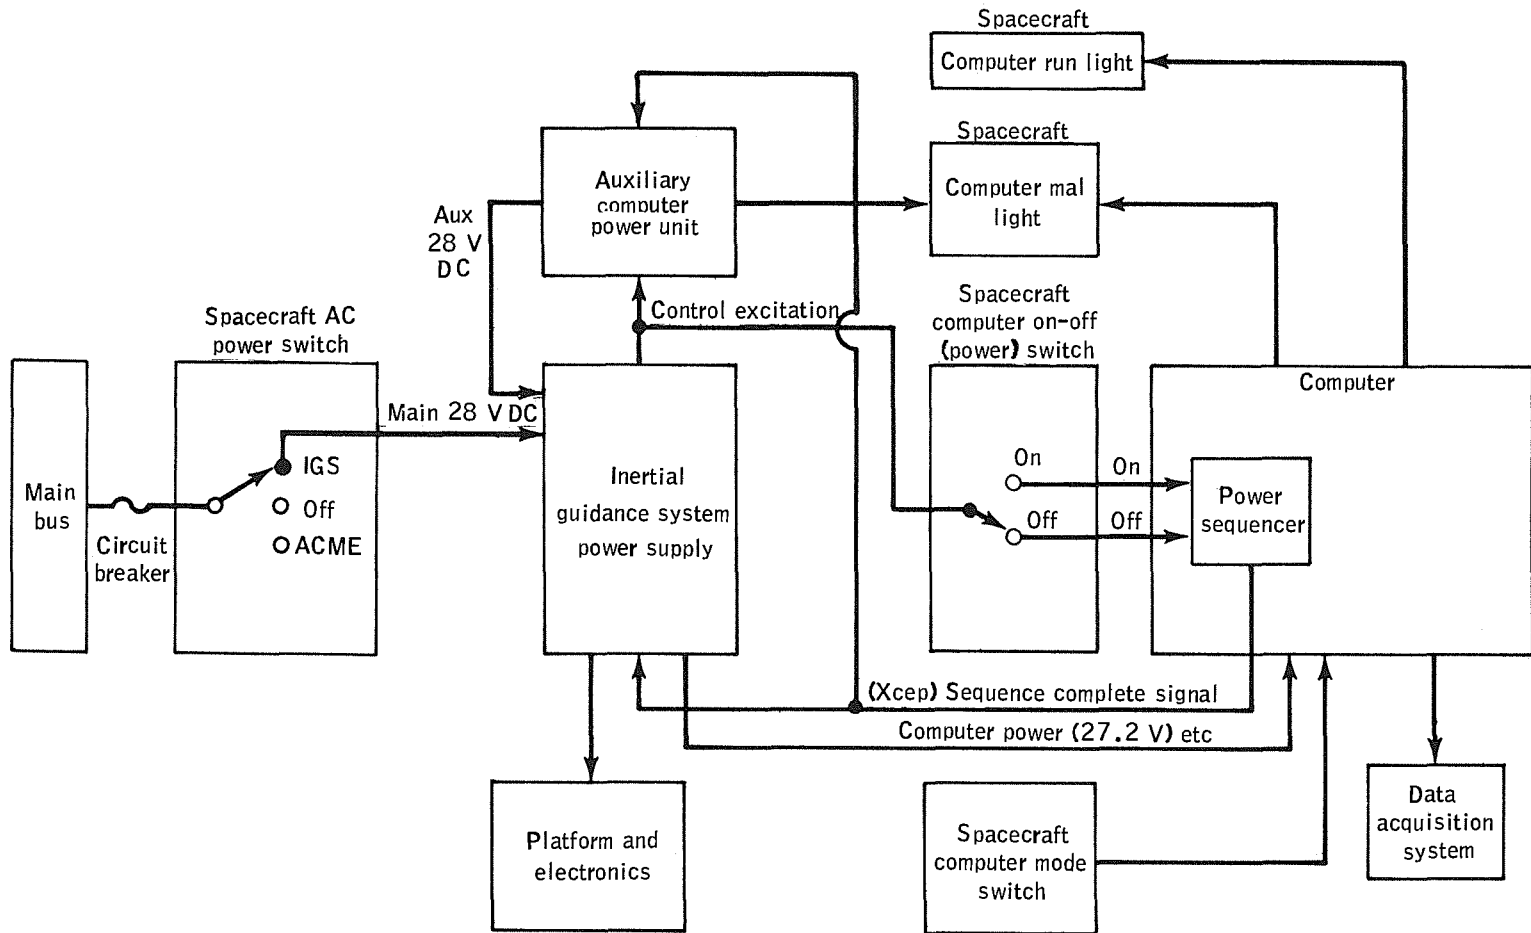 Spacecraft
Computer run light
Spacecraft
Computer mal
light
Auxiliary
computer
power unit
Aux
28 V
DC
Control excitation
Spacecraft
computer on-off
(power) switch
Spacecraft AC
power switch
Computer
Main 28 V DC
IGS
Off
ACME
Main
bus
Circuit
breaker
Inertial
guidance system
power supply
On
On
Off
Off
Power
sequencer
(Xcep) Sequence complete signal
Computer power (27.2 V) etc
Platform and
electronics
Spacecraft
computer mode
switch
Data
acquisition
system